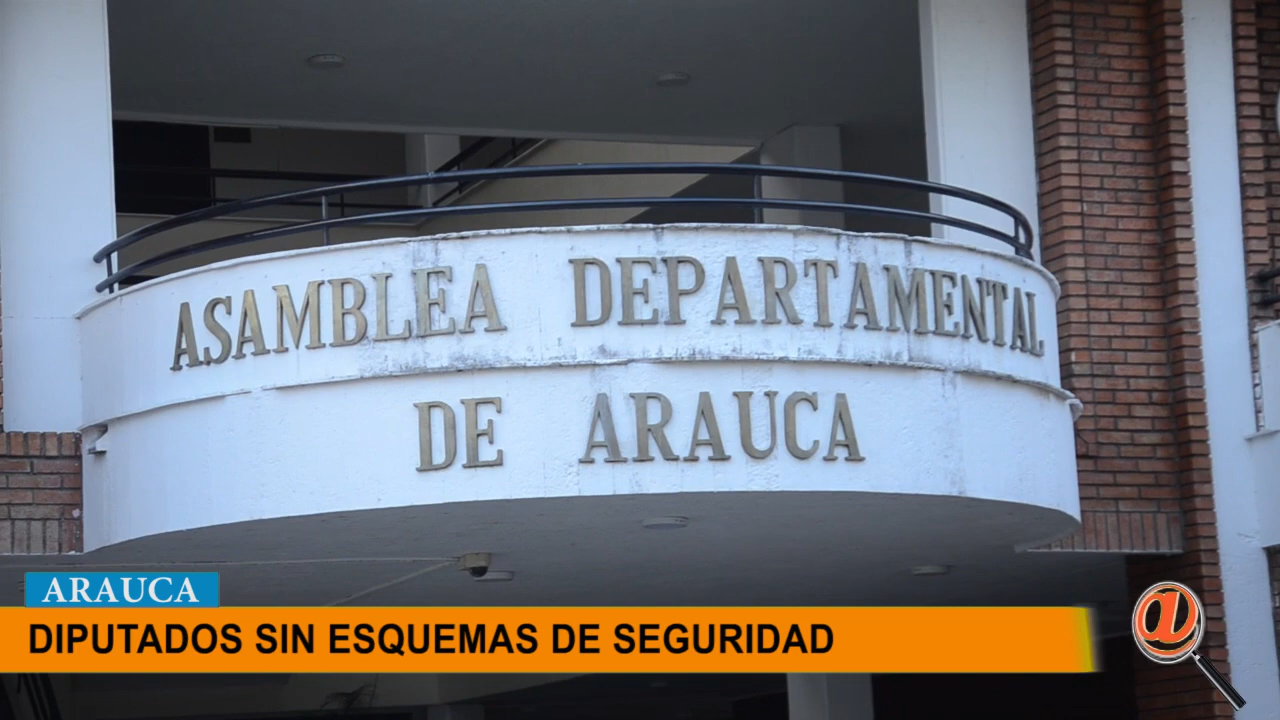 ASAMBLEA DEPARTAMENTAL
DE ARAUCA
ARAUCA
DIPUTADOS SIN ESQUEMAS DE SEGURIDAD
@